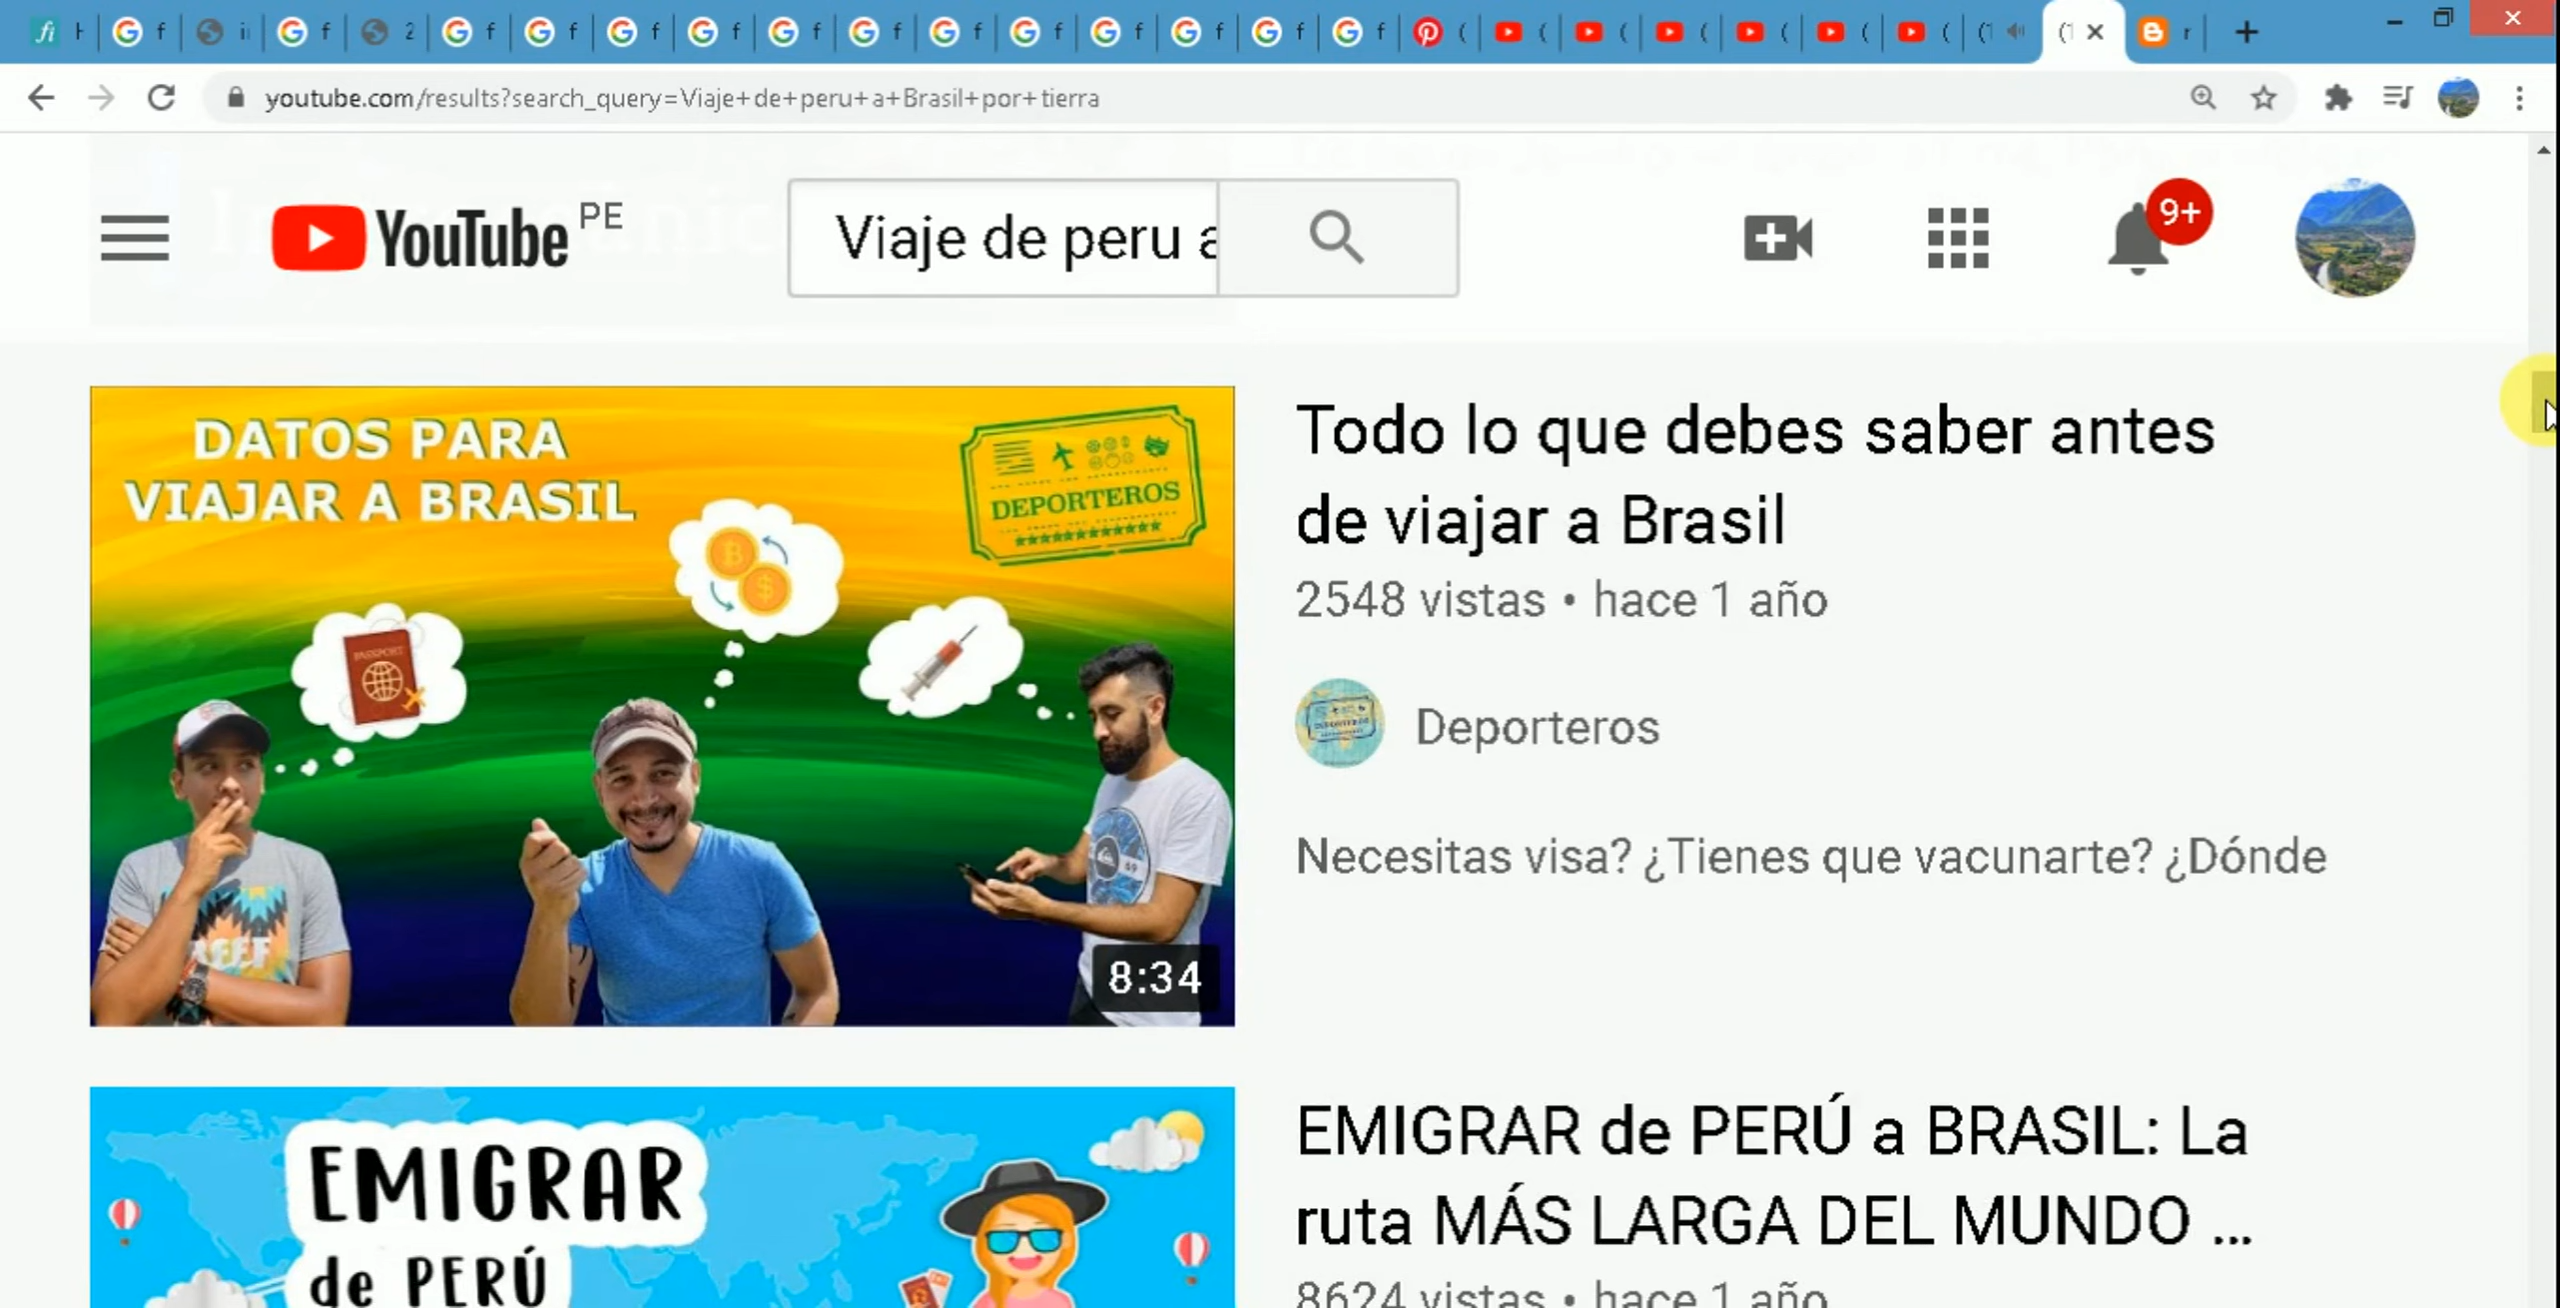 youtube.com/results?search_query=Viaje+de+peru+a+Brasil+por+tierra
YouTube PE
Viaje de peru a
9+
DATOS PARA
VIAJAR A BRASIL
DEPORTEROS
PASSPORT
8:34
Todo lo que debes saber antes
de viajar a Brasil
2548 vistas • hace 1 año
Deporteros
Necesitas visa? ¿Tienes que vacunarte? ¿Dónde
EMIGRAR
de PERÚ
EMIGRAR de PERÚ a BRASIL: La
ruta MÁS LARGA DEL MUNDO ...
8624 vistas • hace 1 año